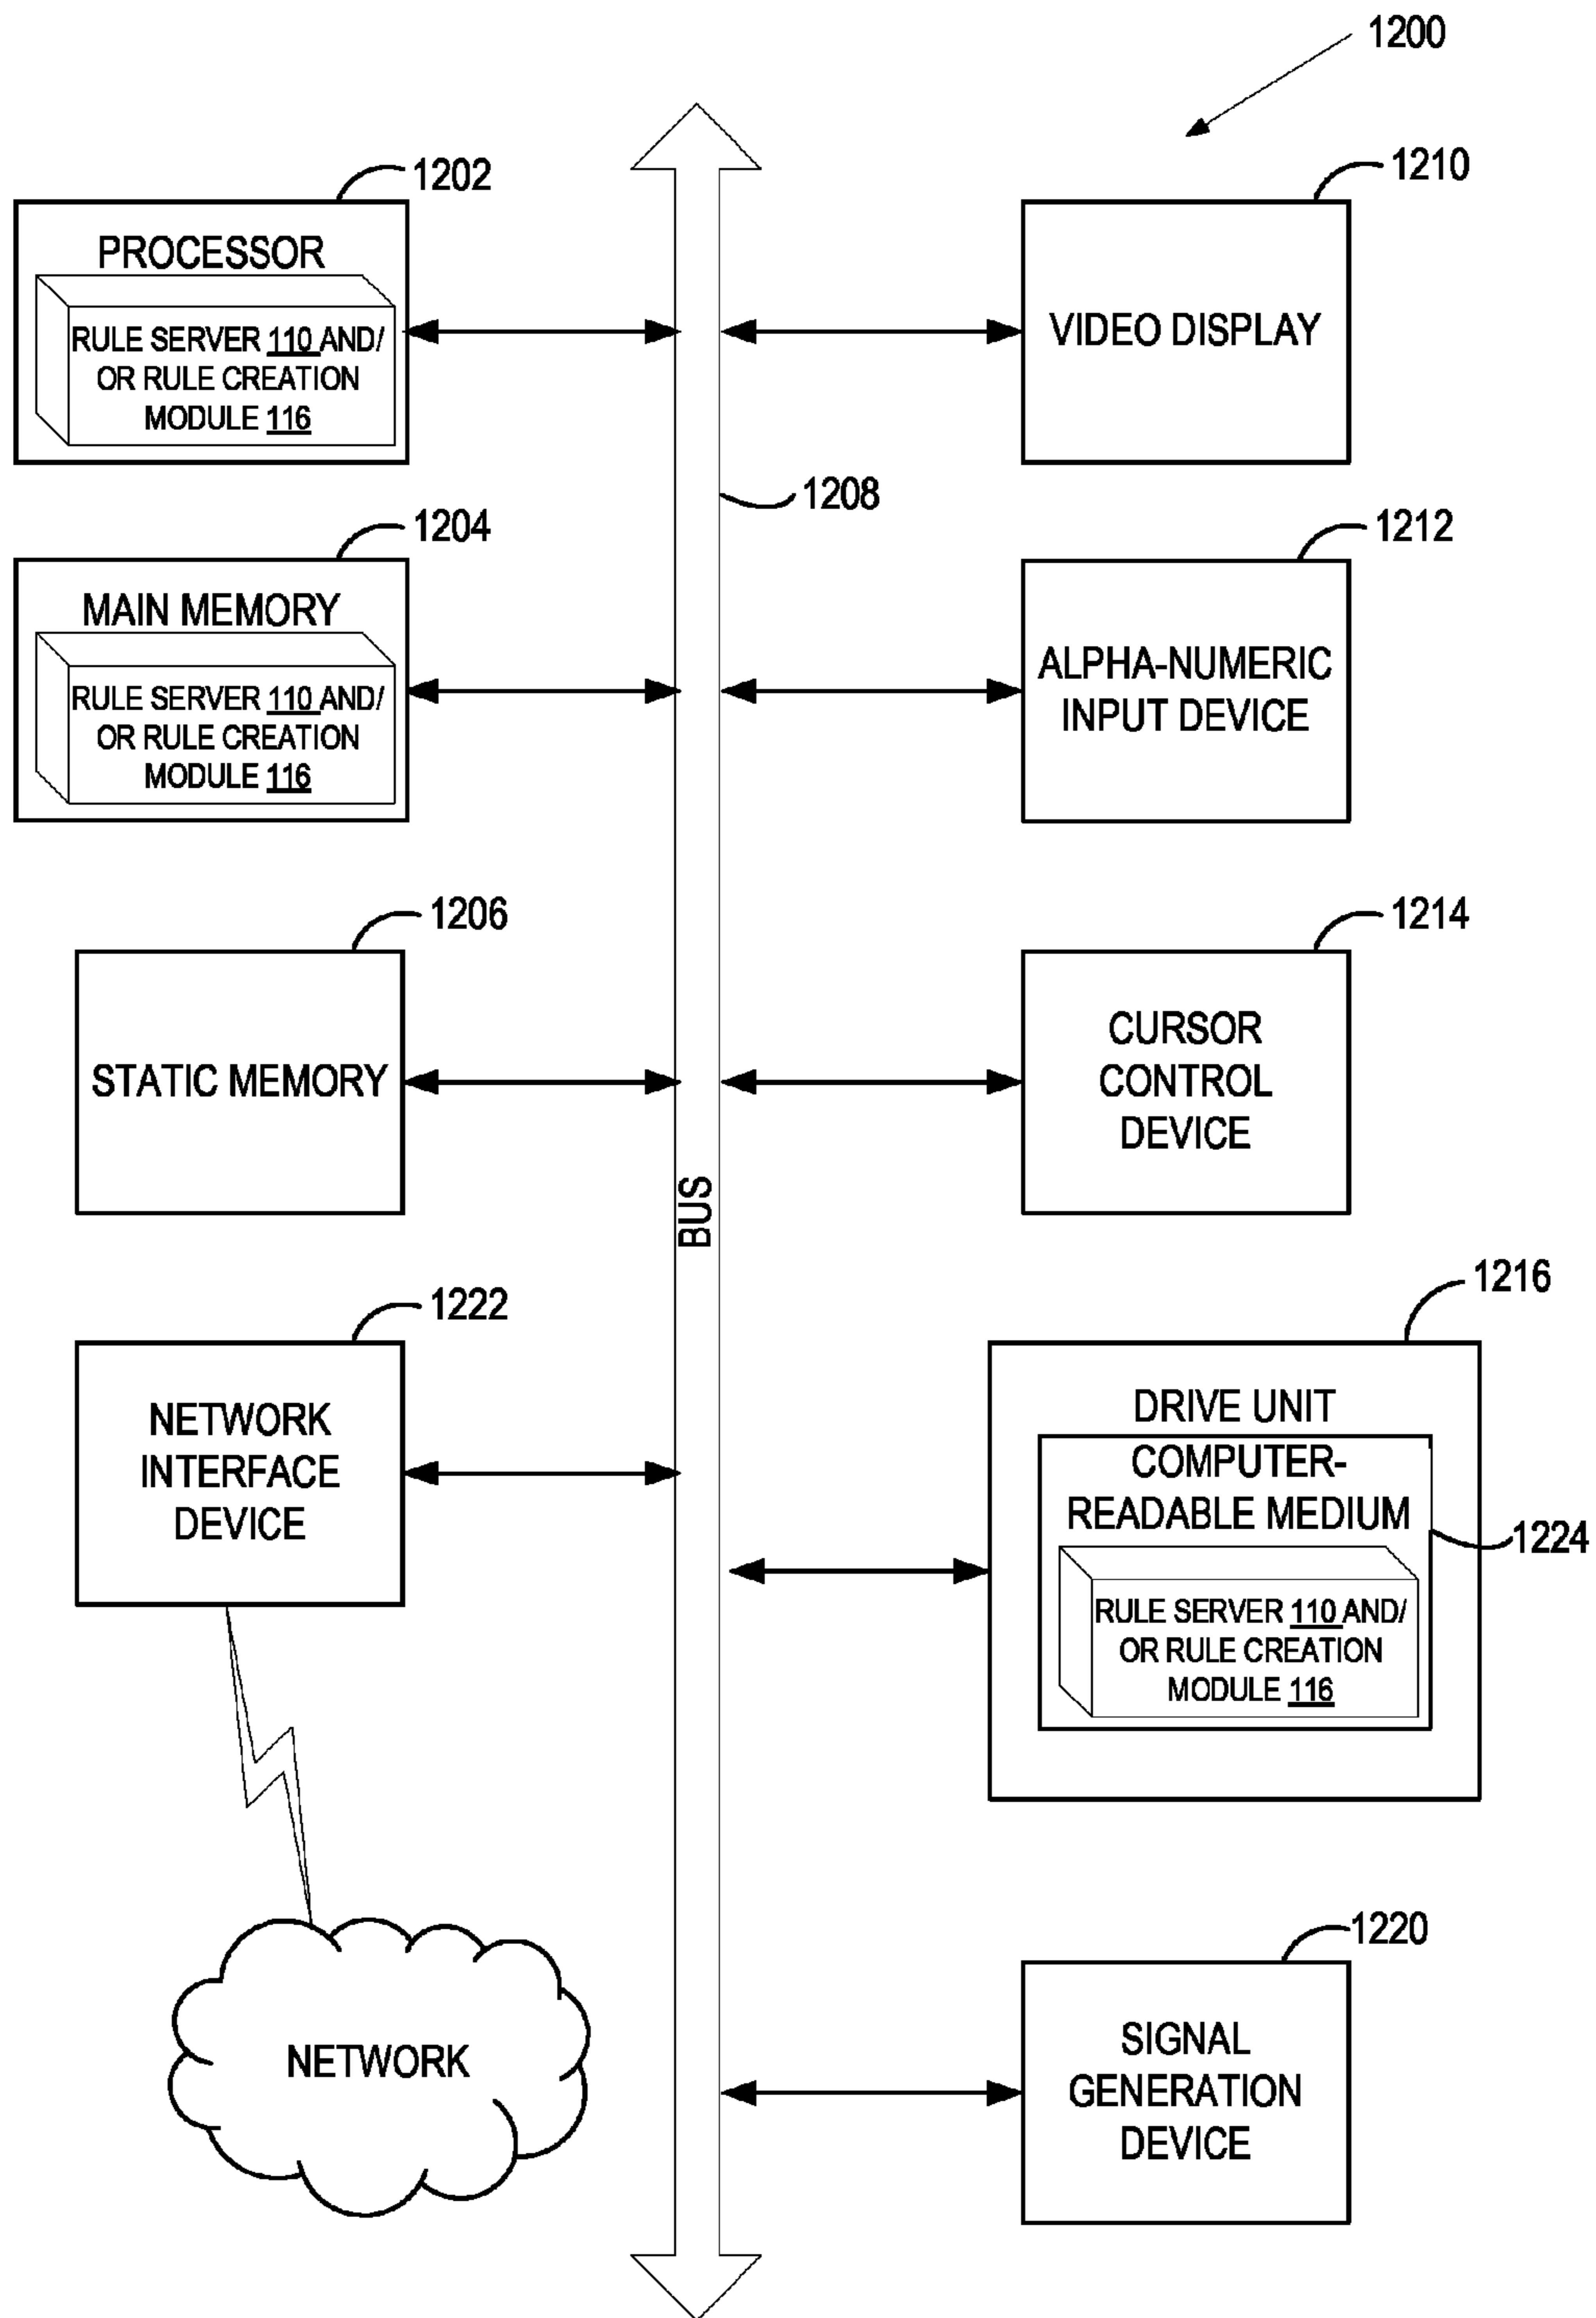 1200
1202
PROCESSOR
RULE SERVER 110 AND/
OR RULE CREATION
MODULE 116
1210
VIDEO DISPLAY
1208
1204
MAIN MEMORY
RULE SERVER 110 AND/
OR RULE CREATION
MODULE 116
1212
ALPHA-NUMERIC
INPUT DEVICE
1206
STATIC MEMORY
1214
CURSOR
CONTROL
DEVICE
BUS
1222
NETWORK
INTERFACE
DEVICE
1216
DRIVE UNIT
COMPUTER-
READABLE MEDIUM
1224
RULE SERVER 110 AND/
OR RULE CREATION
MODULE 116
NETWORK
1220
SIGNAL
GENERATION
DEVICE